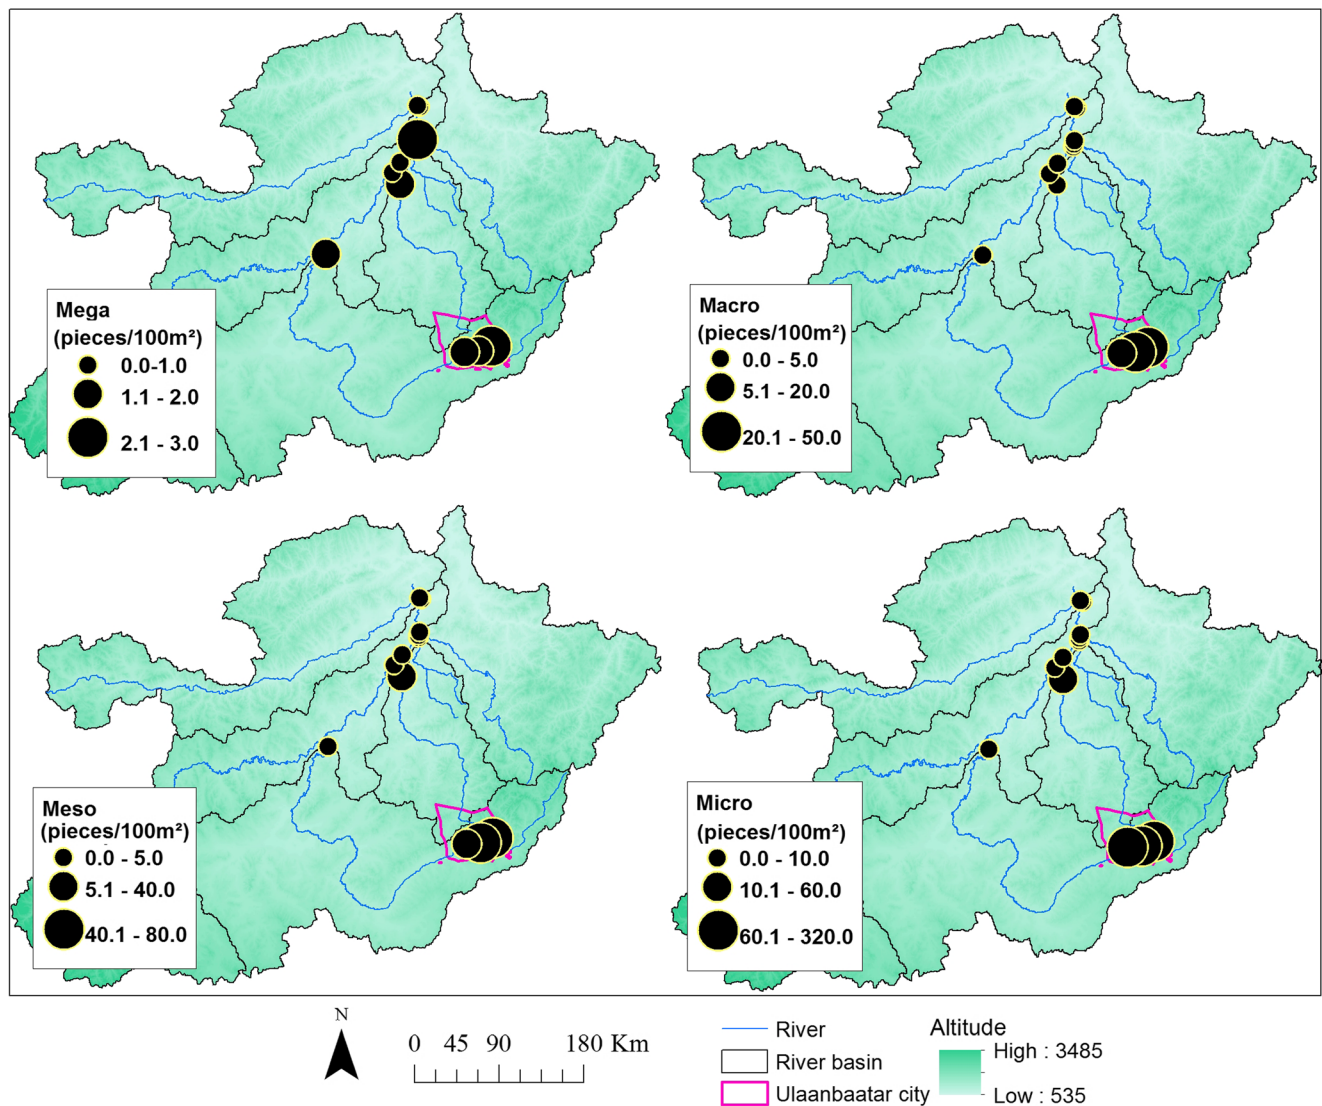 Mega
(pieces/100m²)
0.0-1.0
1.1 - 2.0
2.1 - 3.0
Macro
(pieces/100m²)
0.0 - 5.0
5.1 - 20.0
20.1 - 50.0
Meso
(pieces/100m²)
0.0 - 5.0
5.1 - 40.0
40.1 - 80.0
Micro
(pieces/100m²)
0.0 - 10.0
10.1 - 60.0
60.1 - 320.0
N
0 45 90 180 Km
River
River basin
Ulaanbaatar city
Altitude
High : 3485
Low : 535